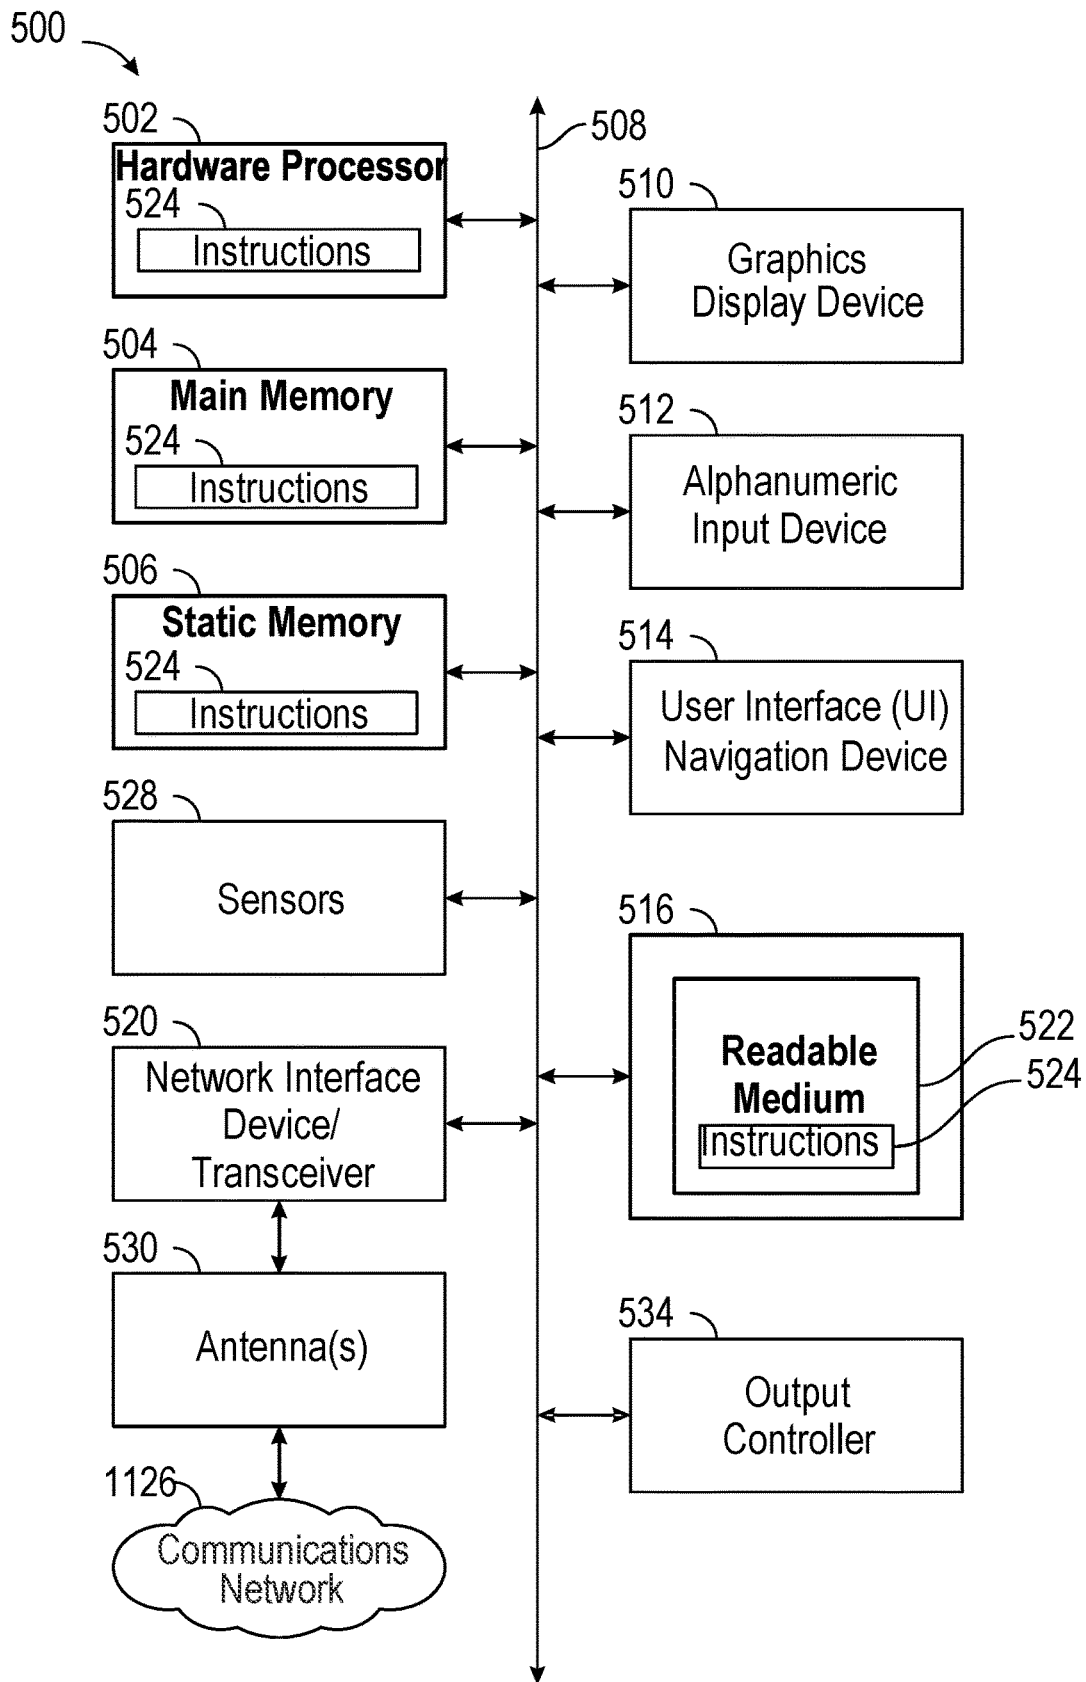 500
502
Hardware Processor
524
Instructions
504
Main Memory
524
Instructions
506
Static Memory
524
Instructions
528
Sensors
520
Network Interface
Device/
Transceiver
530
Antenna(s)
1126
Communications
Network
508
510
Graphics
Display Device
512
Alphanumeric
Input Device
514
User Interface (UI)
Navigation Device
516
522
Readable
Medium
524
Instructions
534
Output
Controller